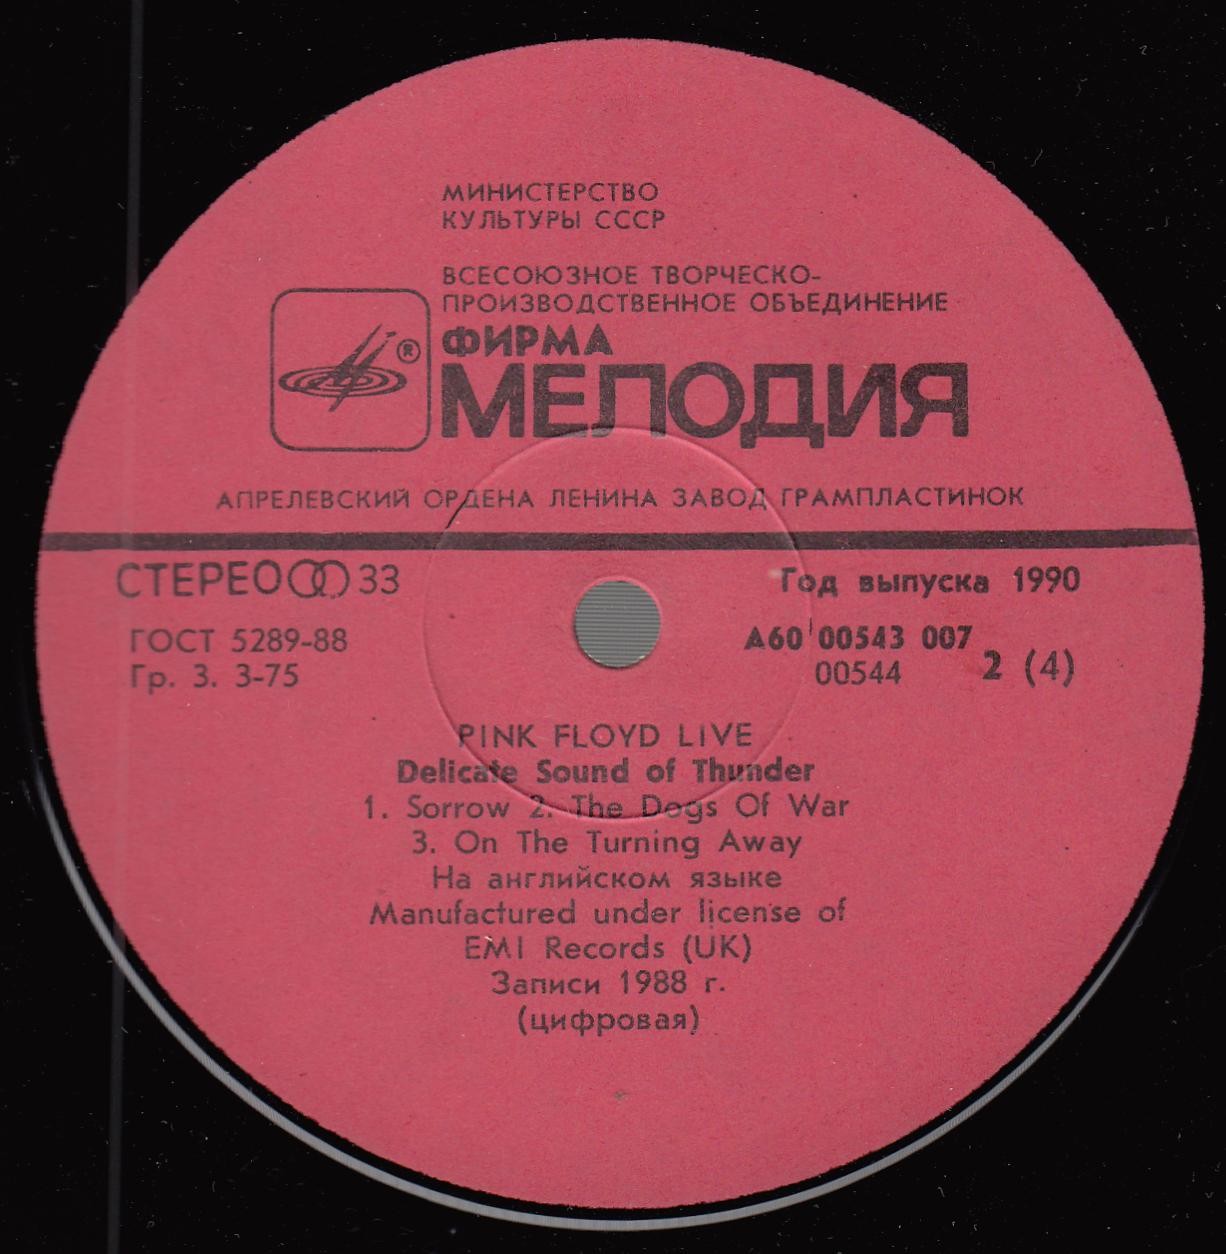 МИНИСТЕРСТВО
КУЛЬТУРЫ СССР
ВСЕСОЮЗНОЕ ТВОРЧЕСКО-
ПРОИЗВОДСТВЕННОЕ ОБЪЕДИНЕНИЕ
ФИРМА
®
МЕЛОДИЯ
АПРЕЛЕВСКИЙ ОРДЕНА ЛЕНИНА ЗАВОД ГРАМПЛАСТИНОК
СТЕРЕО 33
Год выпуска 1990
ГОСТ 5289-88
Гр. 3. 3-75
А60 00543 007
00544
2 (4)
PINK FLOYD LIVE
Delicate Sound of Thunder
1. Sorrow 2. The Dogs Of War
3. On The Turning Away
На английском языке
Manufactured under license of
EMI Records (UK)
Записи 1988 г.
(цифровая)